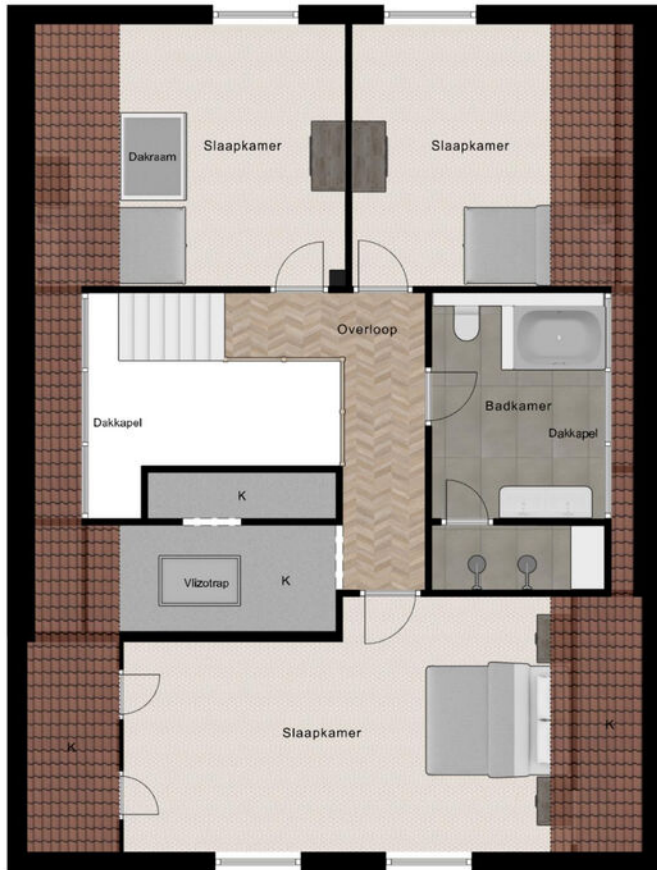 Slaapkamer
Slaapkamer
Dakraam
Overloop
Dakkapel
Badkamer
Dakkapel
K
Vlizotrap
K
Slaapkamer
K
K